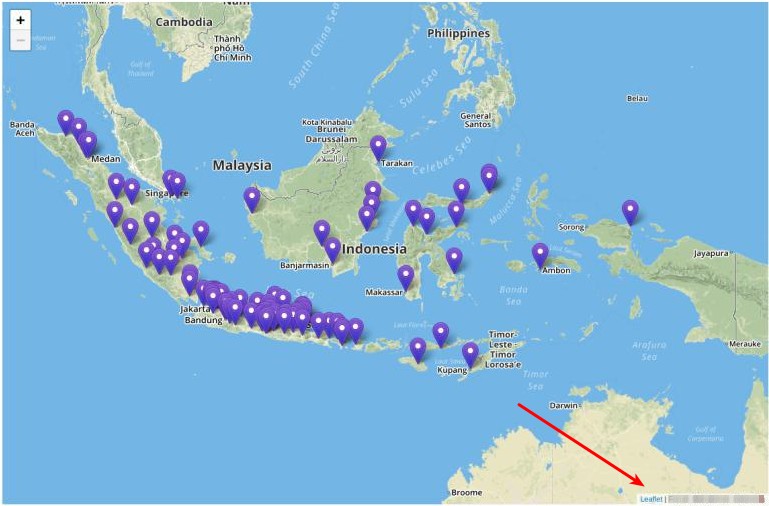 +
−
Cambodia
Thành
phố Hồ
Chí Minh
Gulf of
Thailand
South China Sea
Philippines
Sulu Sea
General
Santos
Belau
Banda
Aceh
Medan
Kota Kinabalu
Brunei
Darussalam
بروني
دارالسلام
Tarakan
Celebes Sea
Malaysia
Singapore
Molucca Sea
Sorong
Jayapura
Indonesia
Banjarmasin
Ambon
Makassar
Banda
Sea
Sea
Jakarta
Bandung
Laut Flores
Timor-
Leste -
Timor
Lorosa'e
Arafura
Sea
Merauke
Kupang
Timor
Sea
Darwin
Gulf of
Carpentaria
Broome
Leaflet |